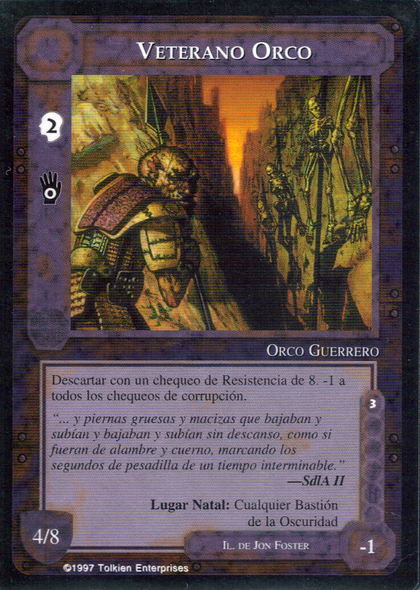 VETERANO ORCO
2
0
ORCO GUERRERO
Descartar con un chequeo de Resistencia de 8. -1 a
todos los chequeos de corrupción.
3
"... y piernas gruesas y macizas que bajaban y
subían y bajaban y subían sin descanso, como si
fueran de alambre y cuerno, marcando los
segundos de pesadilla de un tiempo interminable."
—SdlA II
Lugar Natal: Cualquier Bastión
de la Oscuridad
4/8
IL. DE JON FOSTER
-1
©1997 Tolkien Enterprises